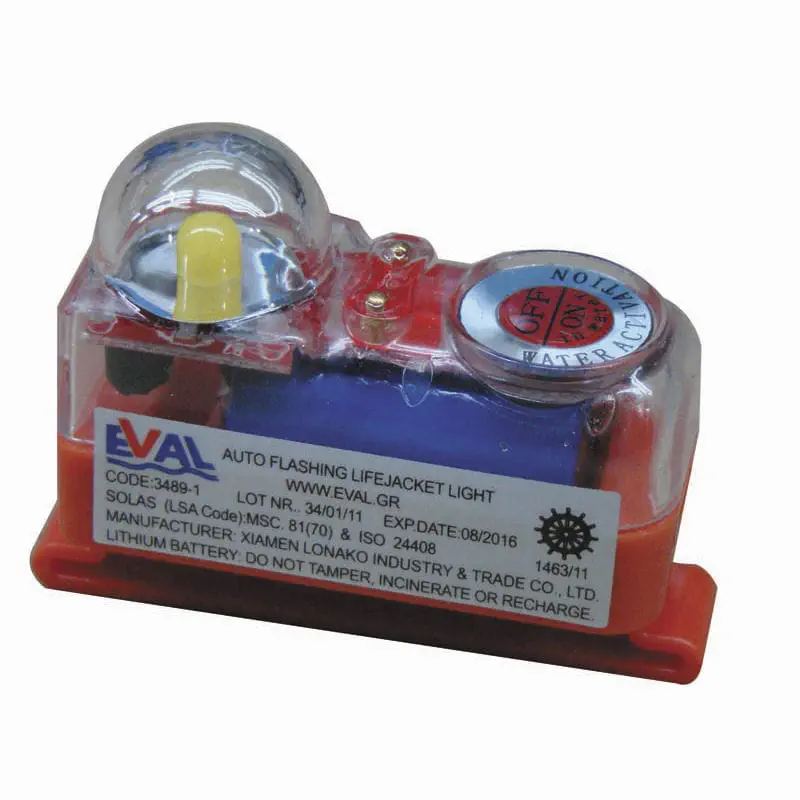 WATER ACTIVATION
OFF
ON
EVAL
AUTO FLASHING LIFEJACKET LIGHT
CODE:3489-1
WWW.EVAL.GR
LOT NR.. 34/01/11 EXP.DATE:08/2016
SOLAS (LSA Code):MSC. 81(70) & ISO 24408
1463/11
MANUFACTURER: XIAMEN LONAKO INDUSTRY & TRADE CO., LTD.
LITHIUM BATTERY: DO NOT TAMPER, INCINERATE OR RECHARGE.